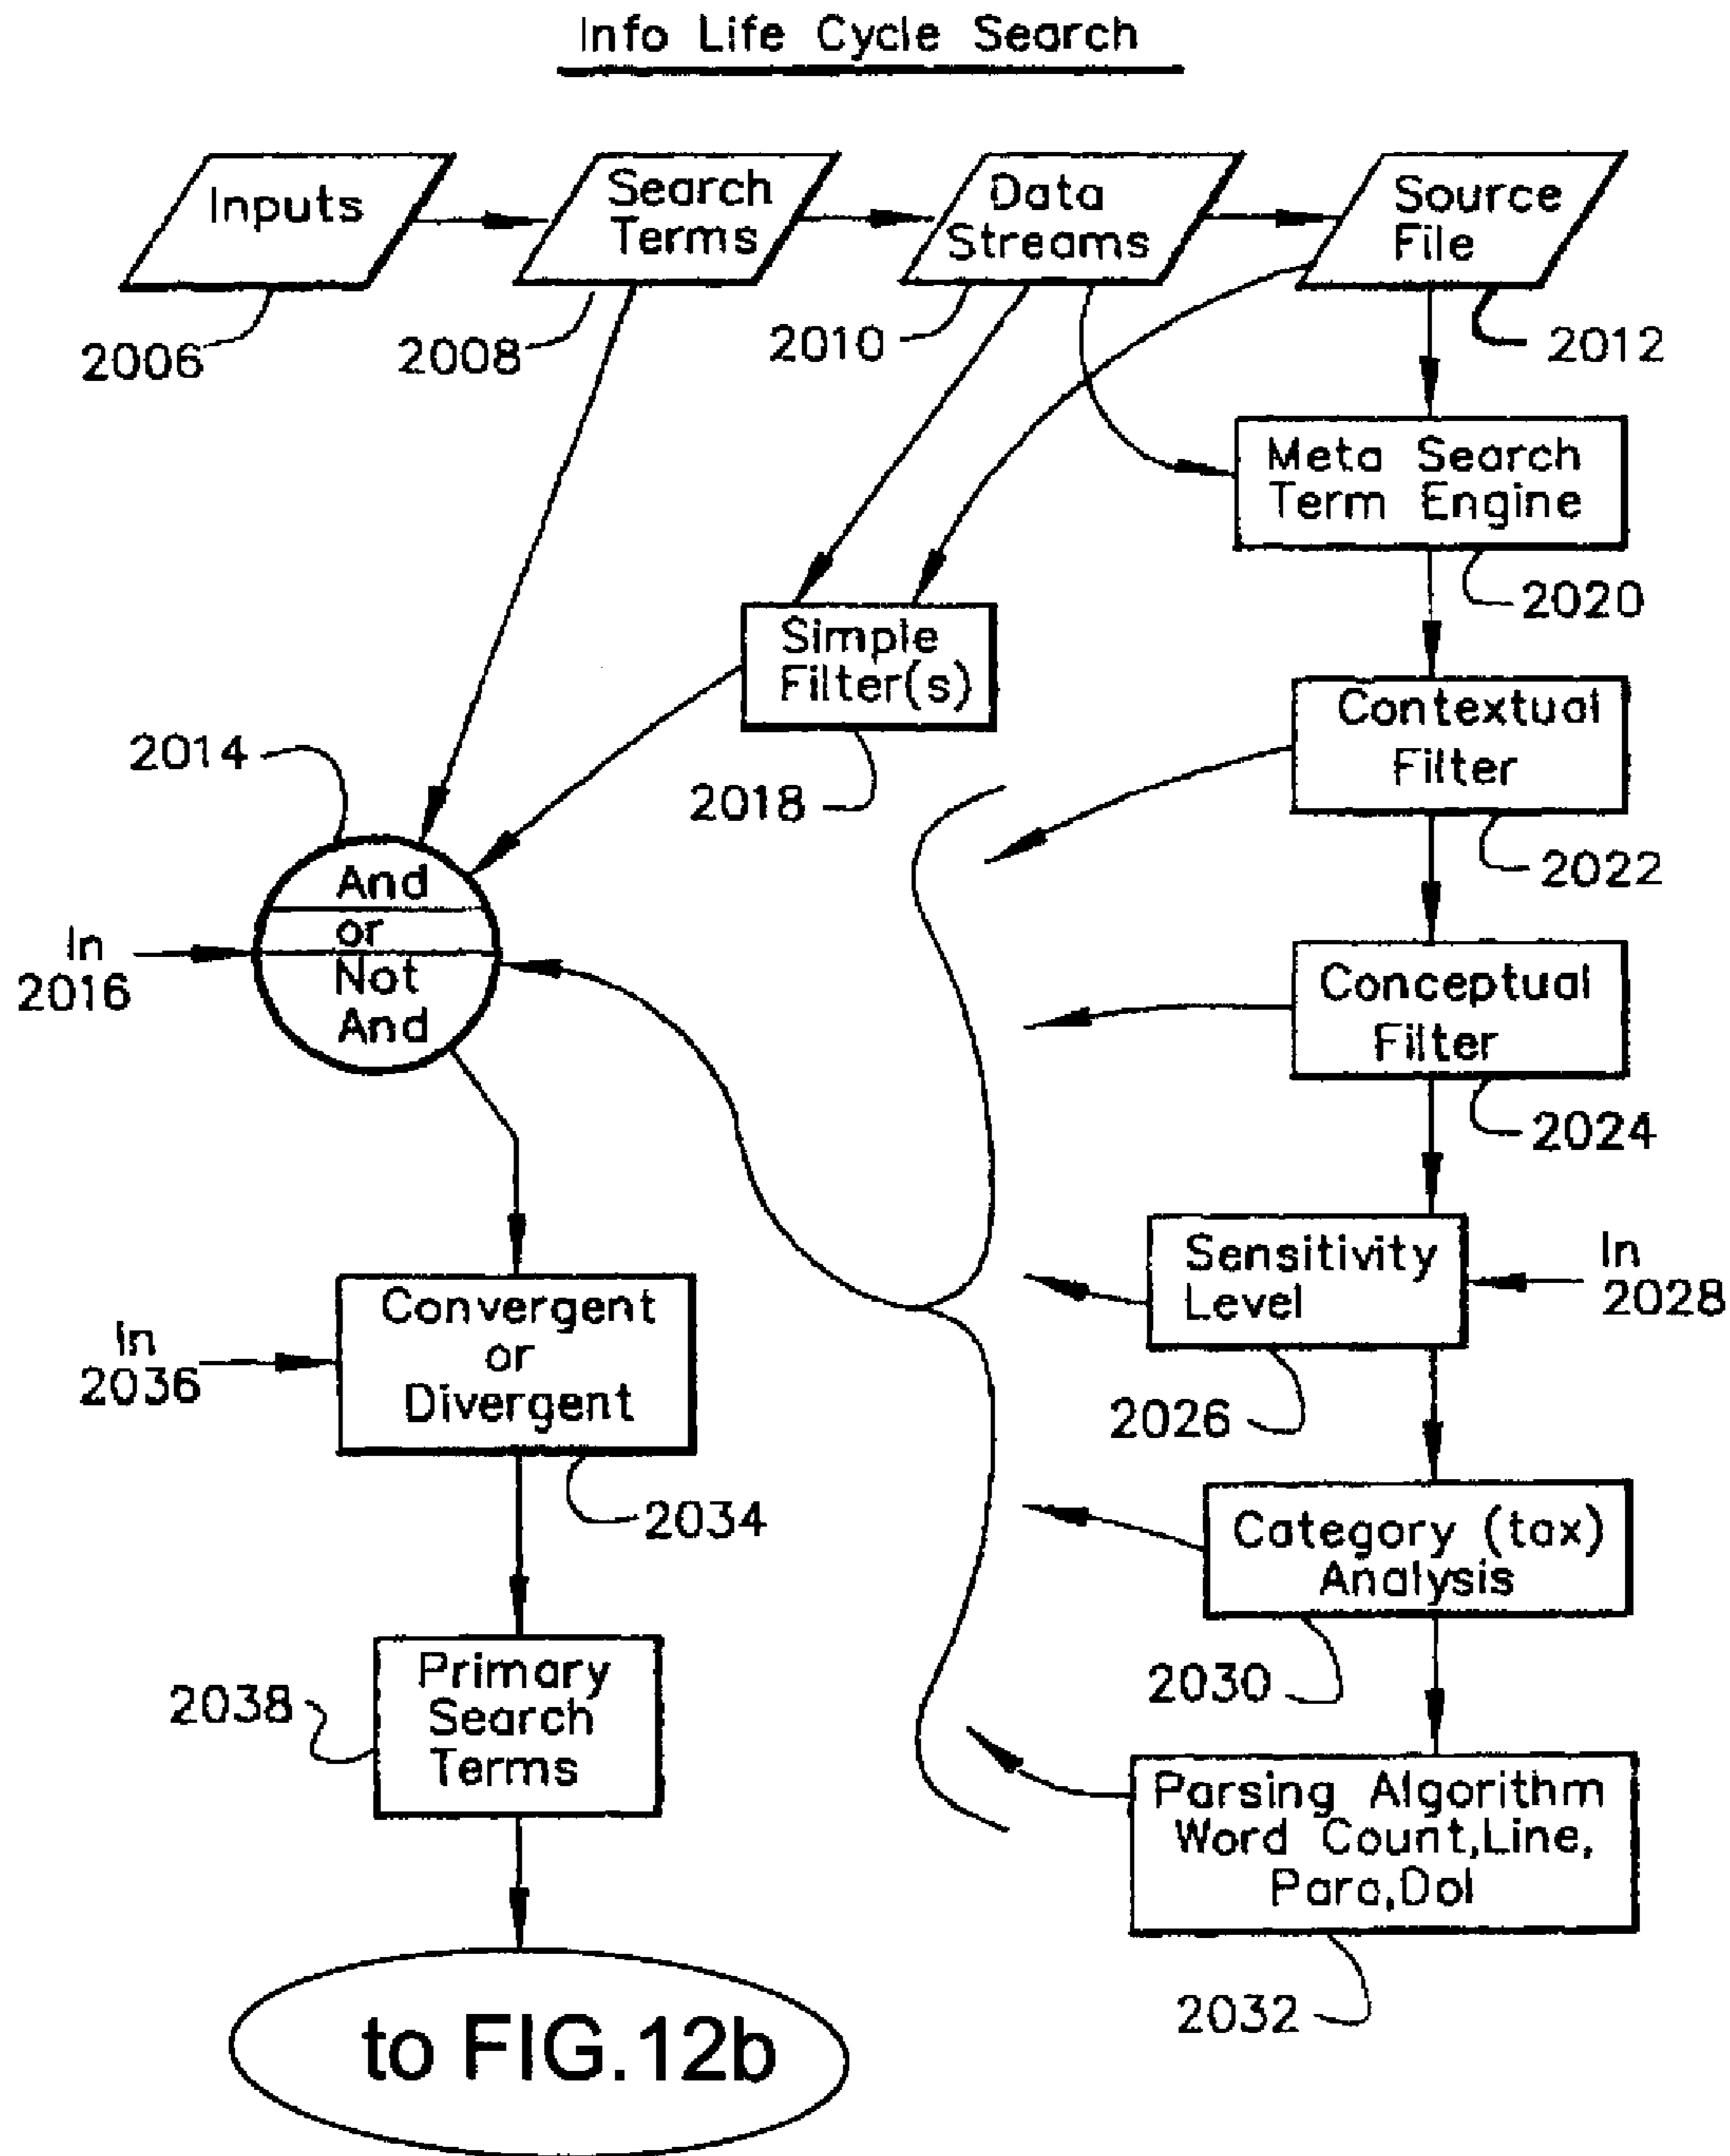 Info Life Cycle Search
Inputs
Search
Terms
Data
Streams
Source
File
2006
2008
2010
2012
Meta Search
Term Engine
2020
Simple
Filter(s)
2018
Contextual
Filter
2022
2014
And
or
Not
And
In
2016
Conceptual
Filter
2024
Sensitivity
Level
In
2028
2026
Convergent
or
Divergent
In
2036
2034
Category (tax)
Analysis
2030
Primary
Search
Terms
2038
Parsing Algorithm
Word Count,Line,
Para,Dol
2032
to FIG.12b